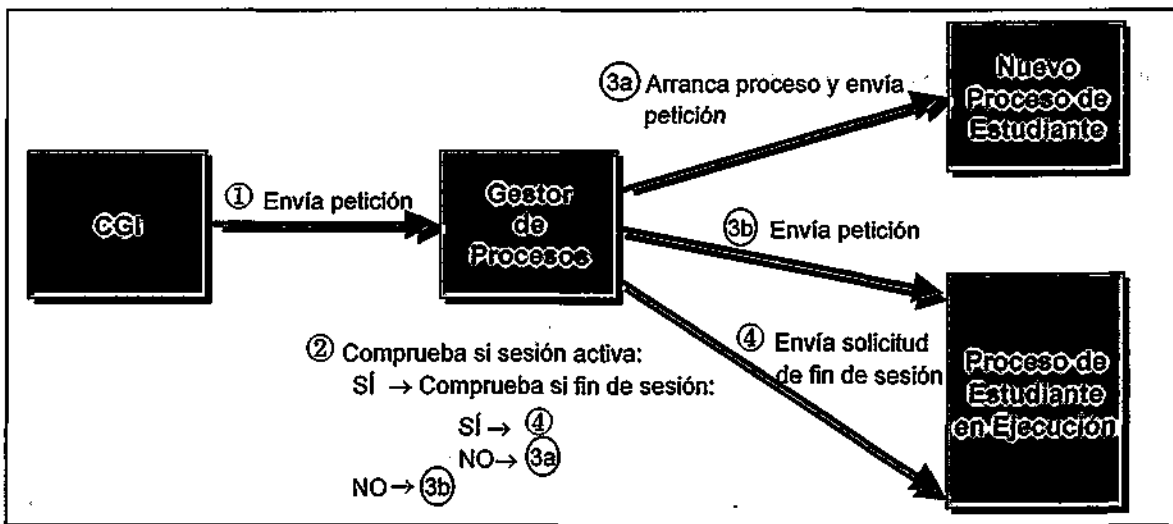 CGI
① Envía petición
Gestor
de
Procesos
② Comprueba si sesión activa:
SÍ → Comprueba si fin de sesión:
SÍ → ④
NO → 3a
NO → 3b
3a Arranca proceso y envía
petición
Nuevo
Proceso de
Estudiante
3b Envía petición
④ Envía solicitud
de fin de sesión
Proceso de
Estudiante
en Ejecución